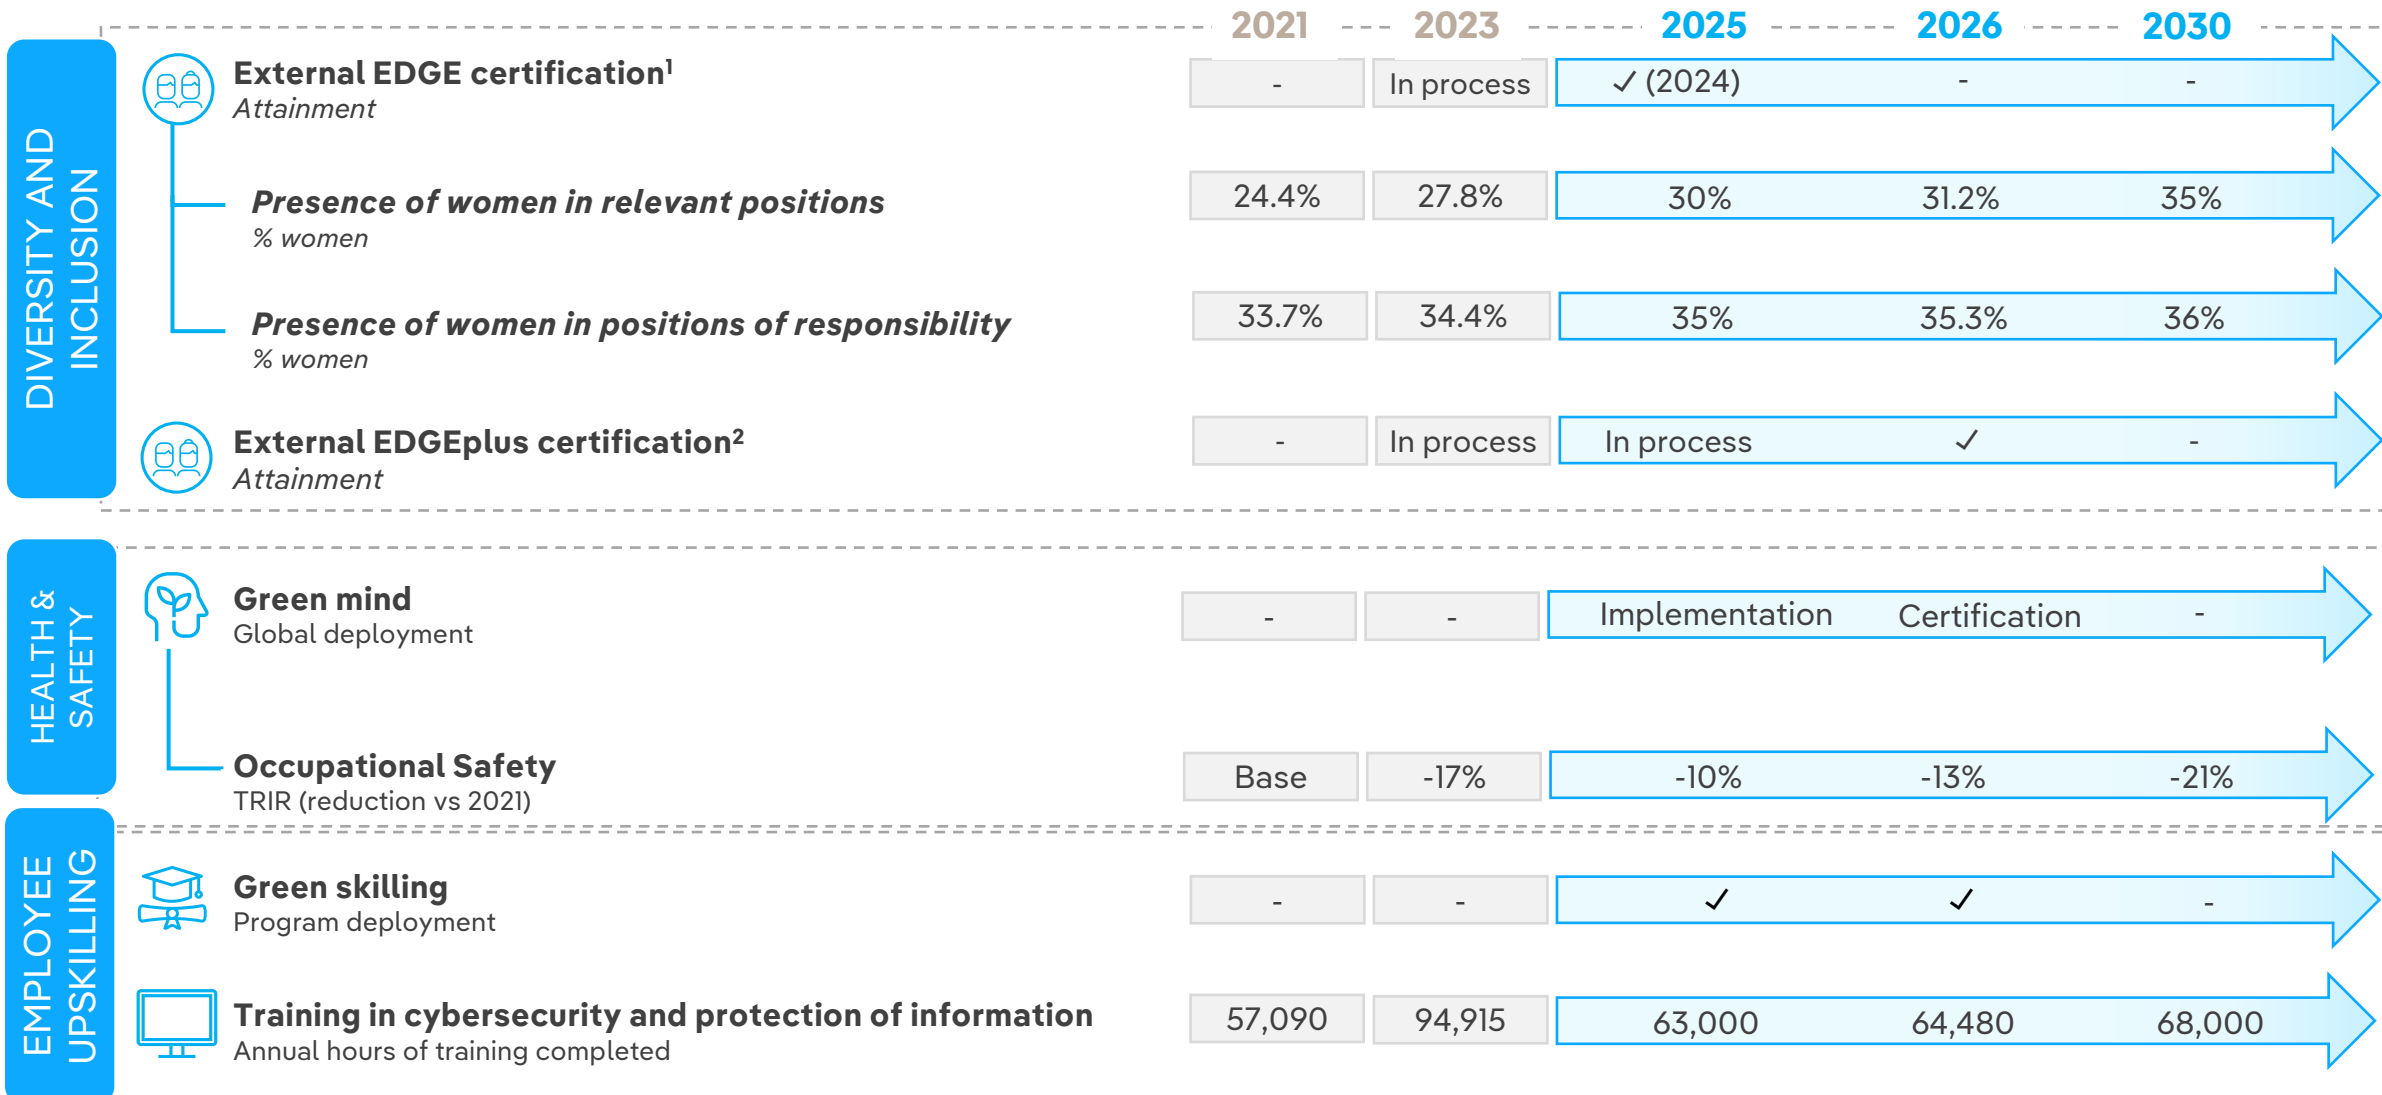 2021 2023 2025 2026 2030
DIVERSITY AND
INCLUSION
External EDGE certification¹
Attainment
- In process ✓ (2024) - -
Presence of women in relevant positions
% women
24.4% 27.8% 30% 31.2% 35%
Presence of women in positions of responsibility
% women
33.7% 34.4% 35% 35.3% 36%
External EDGEplus certification²
Attainment
- In process In process ✓ -
HEALTH &
SAFETY
Green mind
Global deployment
- - Implementation Certification -
Occupational Safety
TRIR (reduction vs 2021)
Base -17% -10% -13% -21%
EMPLOYEE
UPSKILLING
Green skilling
Program deployment
- - ✓ ✓ -
Training in cybersecurity and protection of information
Annual hours of training completed
57,090 94,915 63,000 64,480 68,000